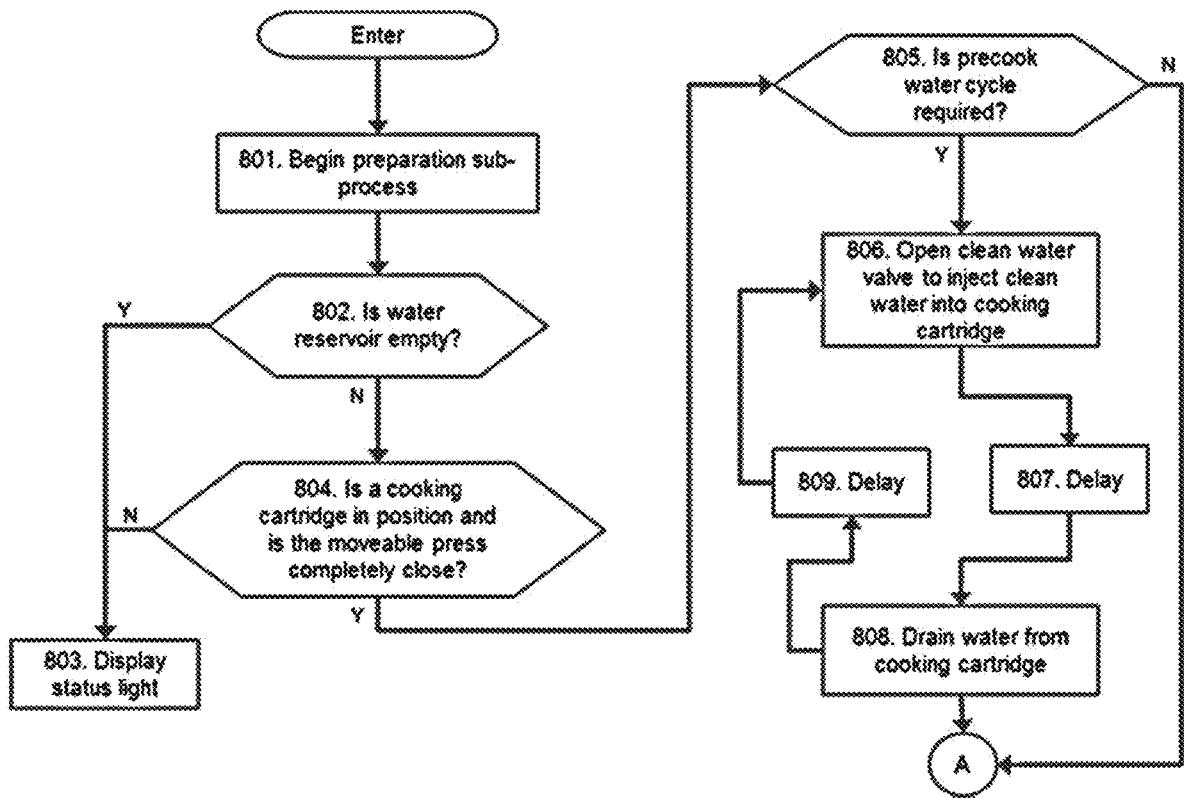 Enter
801. Begin preparation sub-
process
802. Is water
reservoir empty?
Y
N
804. Is a cooking
cartridge in position and
is the moveable press
completely close?
N
Y
803. Display
status light
805. Is precook
water cycle
required?
N
Y
806. Open clean water
valve to inject clean
water into cooking
cartridge
809. Delay
807. Delay
808. Drain water from
cooking cartridge
A